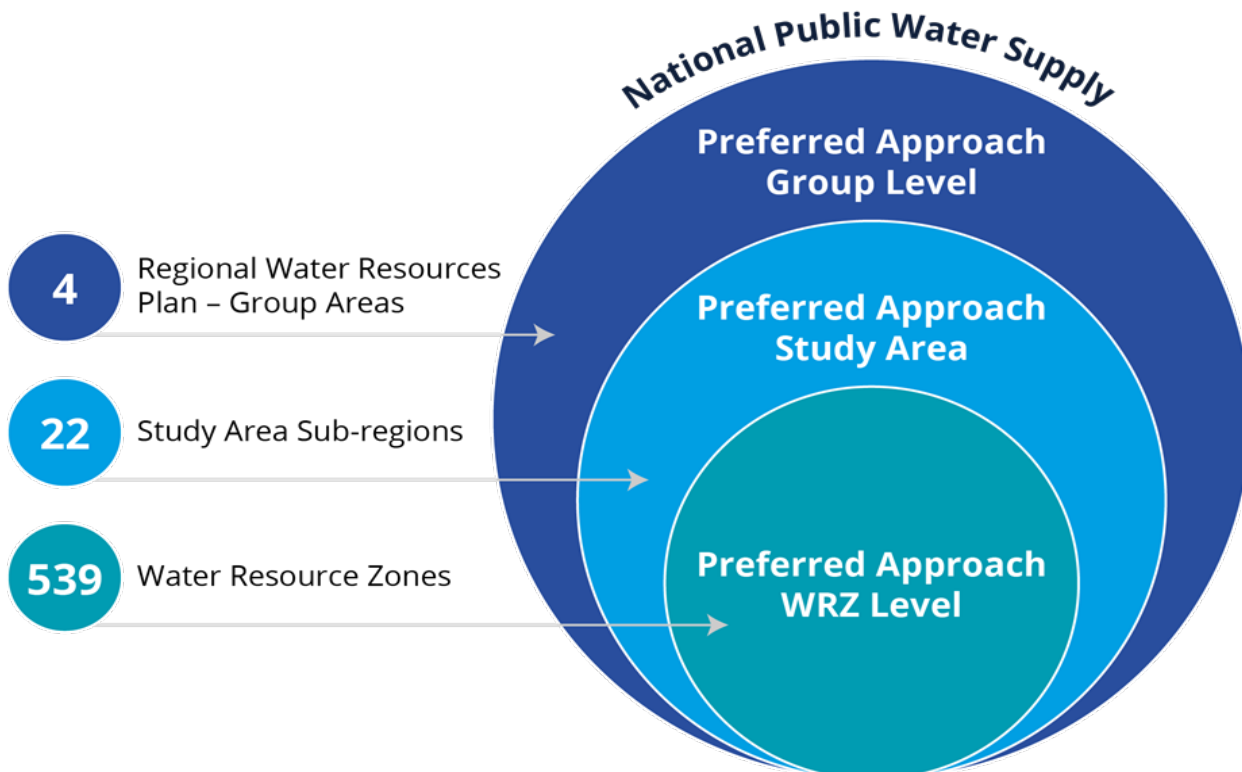 National Public Water Supply
Preferred Approach
Group Level
4
Regional Water Resources
Plan – Group Areas
Preferred Approach
Study Area
22
Study Area Sub-regions
539
Water Resource Zones
Preferred Approach
WRZ Level